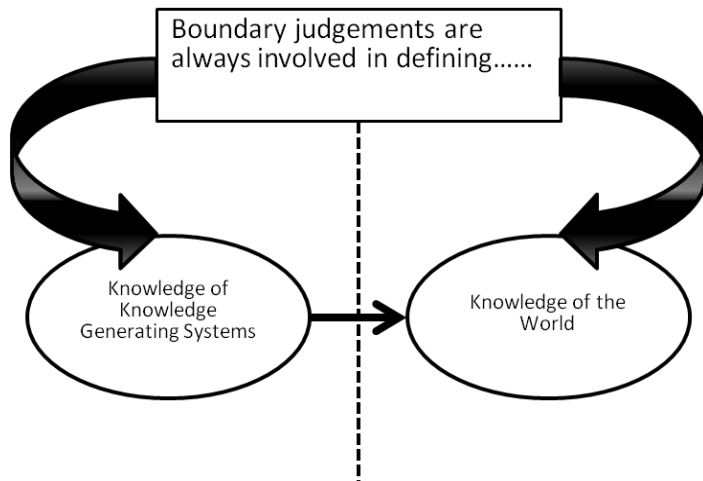 Boundary judgements are
always involved in defining……
Knowledge of
Knowledge
Generating Systems
Knowledge of the
World